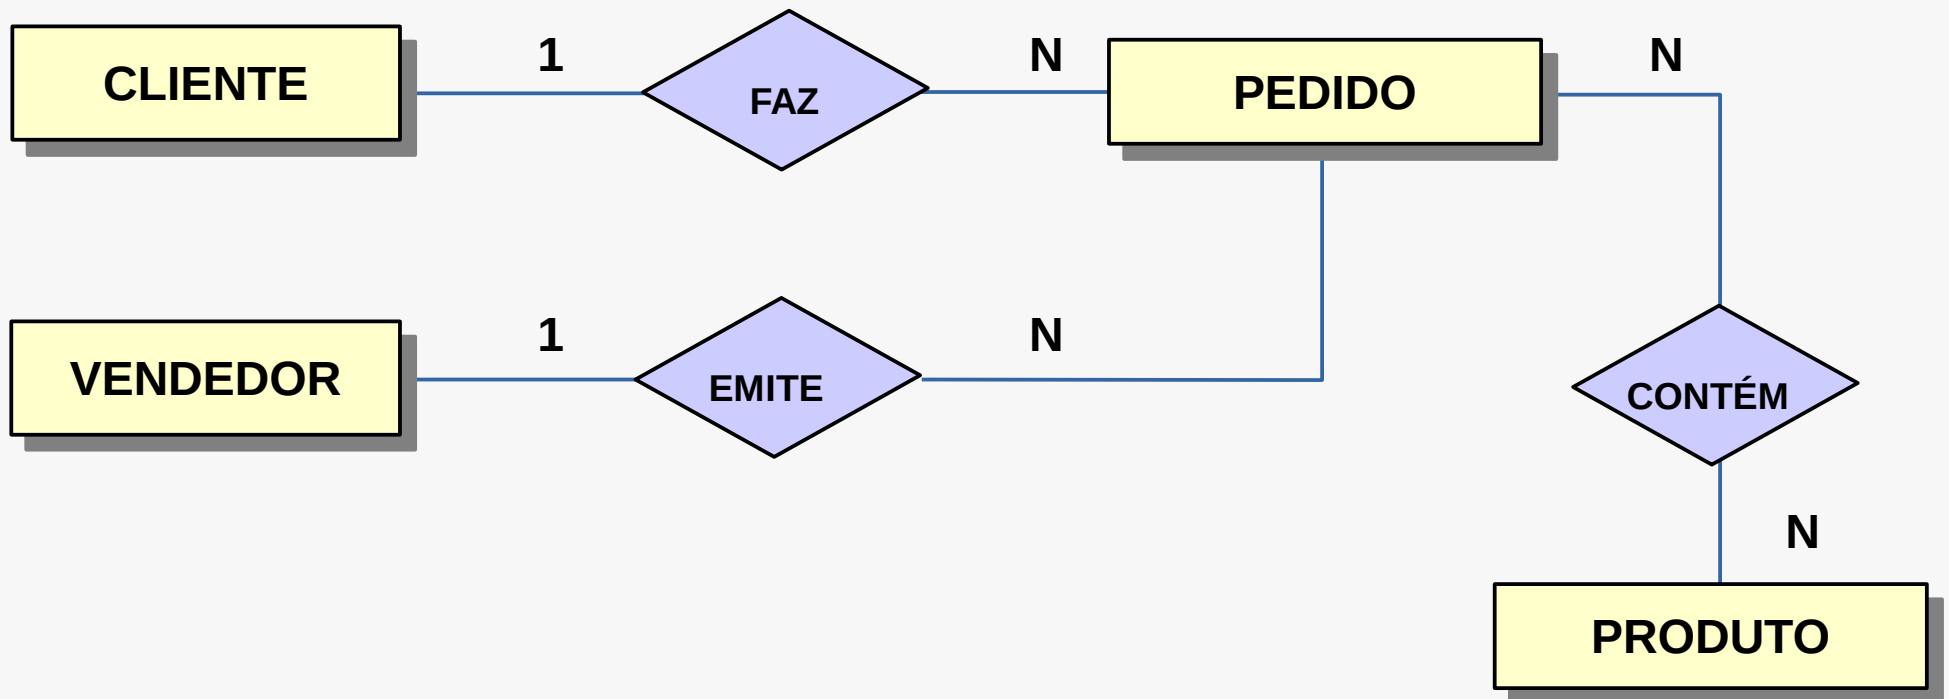 CLIENTE
1
FAZ
N
PEDIDO
N
VENDEDOR
1
EMITE
N
CONTÉM
N
PRODUTO